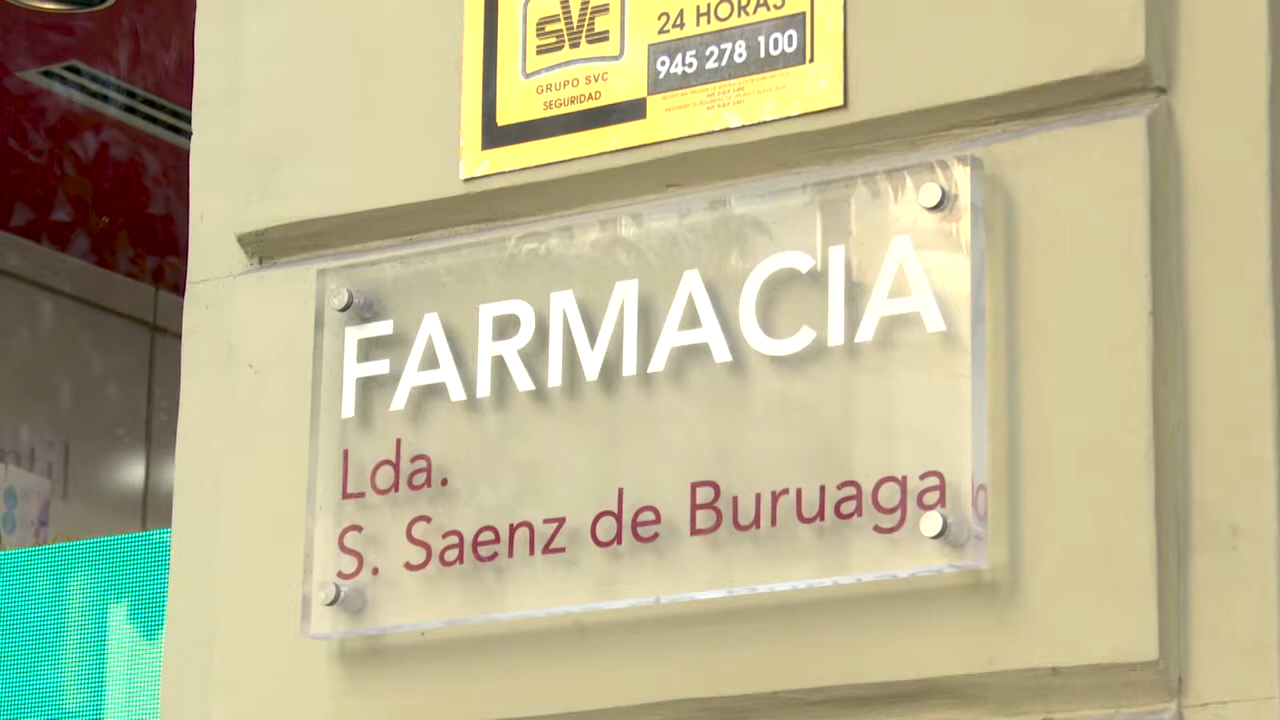 SVC
GRUPO SVC
SEGURIDAD
24 HORAS
945 278 100
FARMACIA
Lda.
S. Saenz de Buruaga